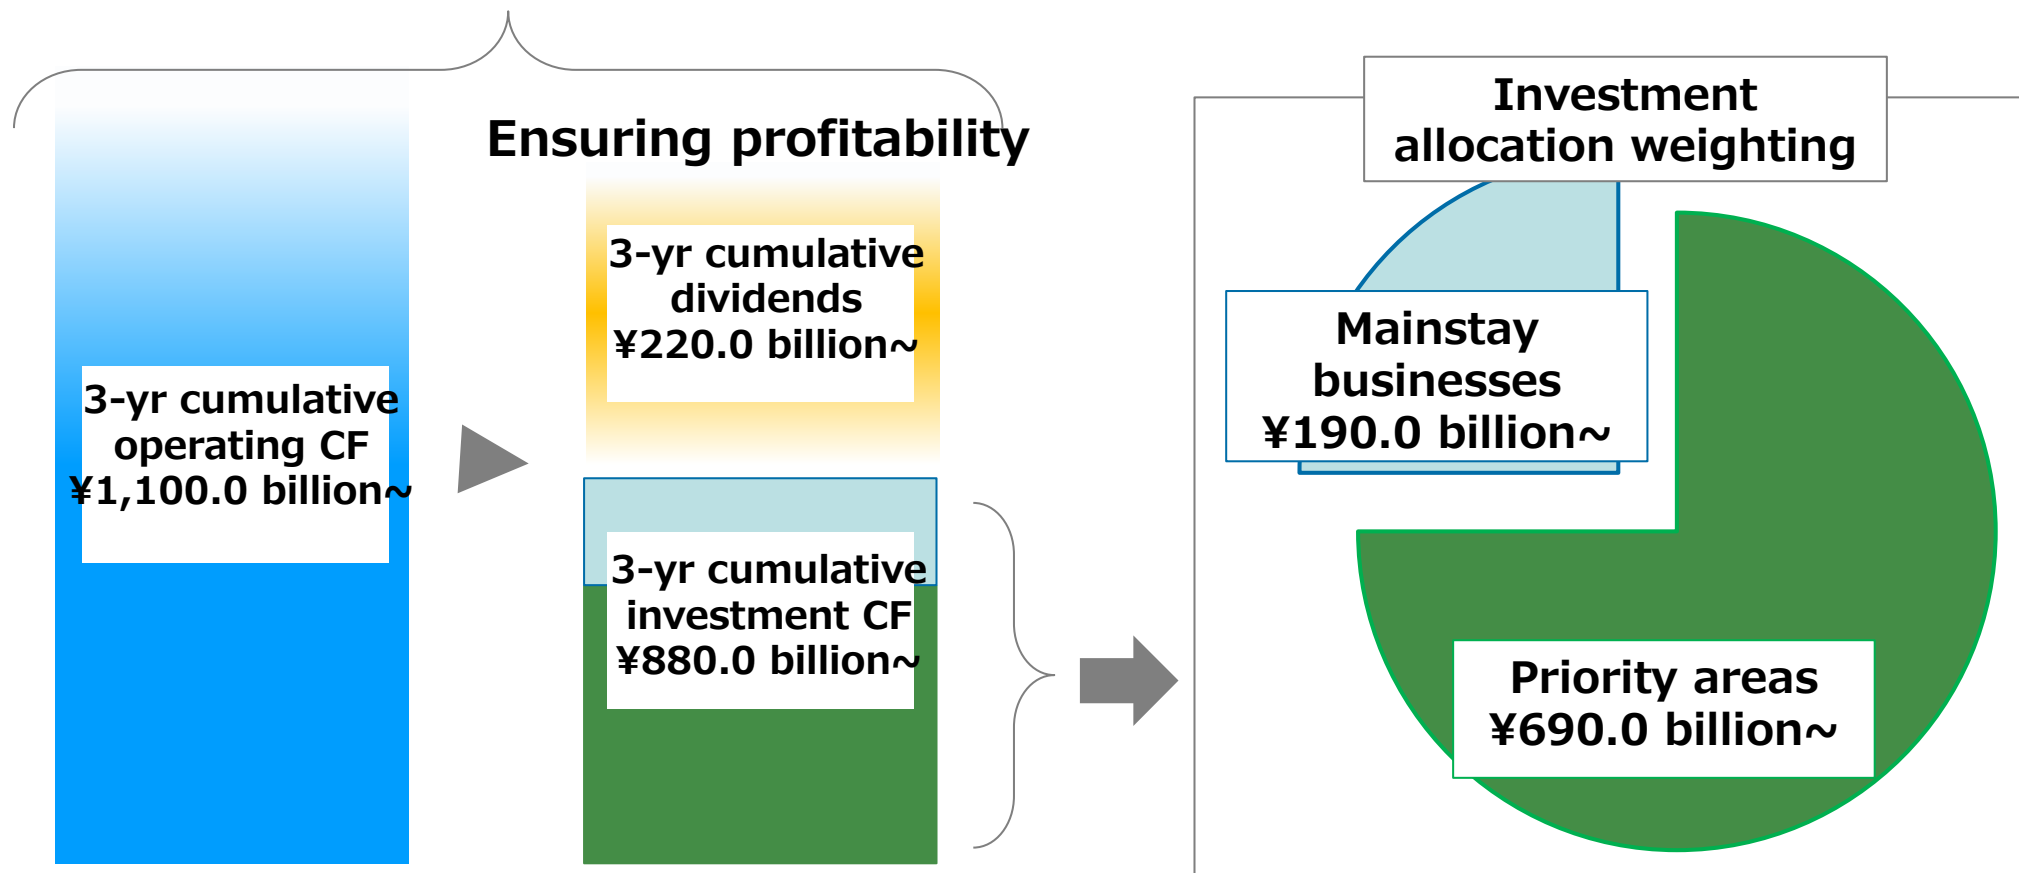 Ensuring profitability
3-yr cumulative
operating CF
¥1,100.0 billion~
3-yr cumulative
dividends
¥220.0 billion~
3-yr cumulative
investment CF
¥880.0 billion~
Investment
allocation weighting
Mainstay
businesses
¥190.0 billion~
Priority areas
¥690.0 billion~